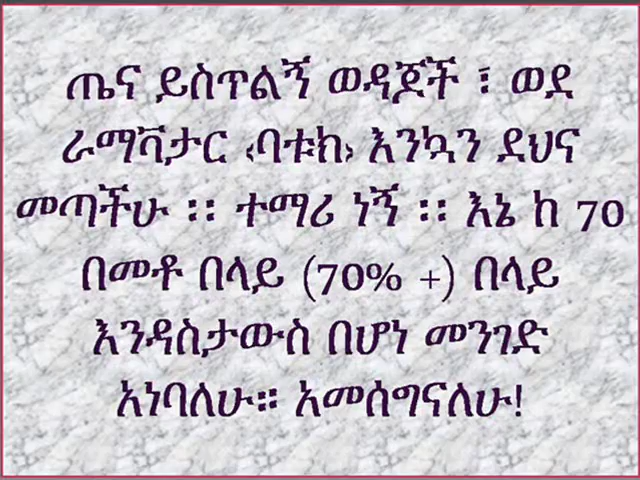 ጤና ይስጥልኝ ወዳጆች ፣ ወደ
ራማቫታር ‹ባቱክ› እንኳን ደህና
መጣችሁ ፡፡ ተማሪ ነኝ ፡፡ እኔ ከ 70
በመቶ በላይ (70% +) በላይ
እንዳስታውስ በሆነ መንገድ
አነባለሁ። አመሰግናለሁ!